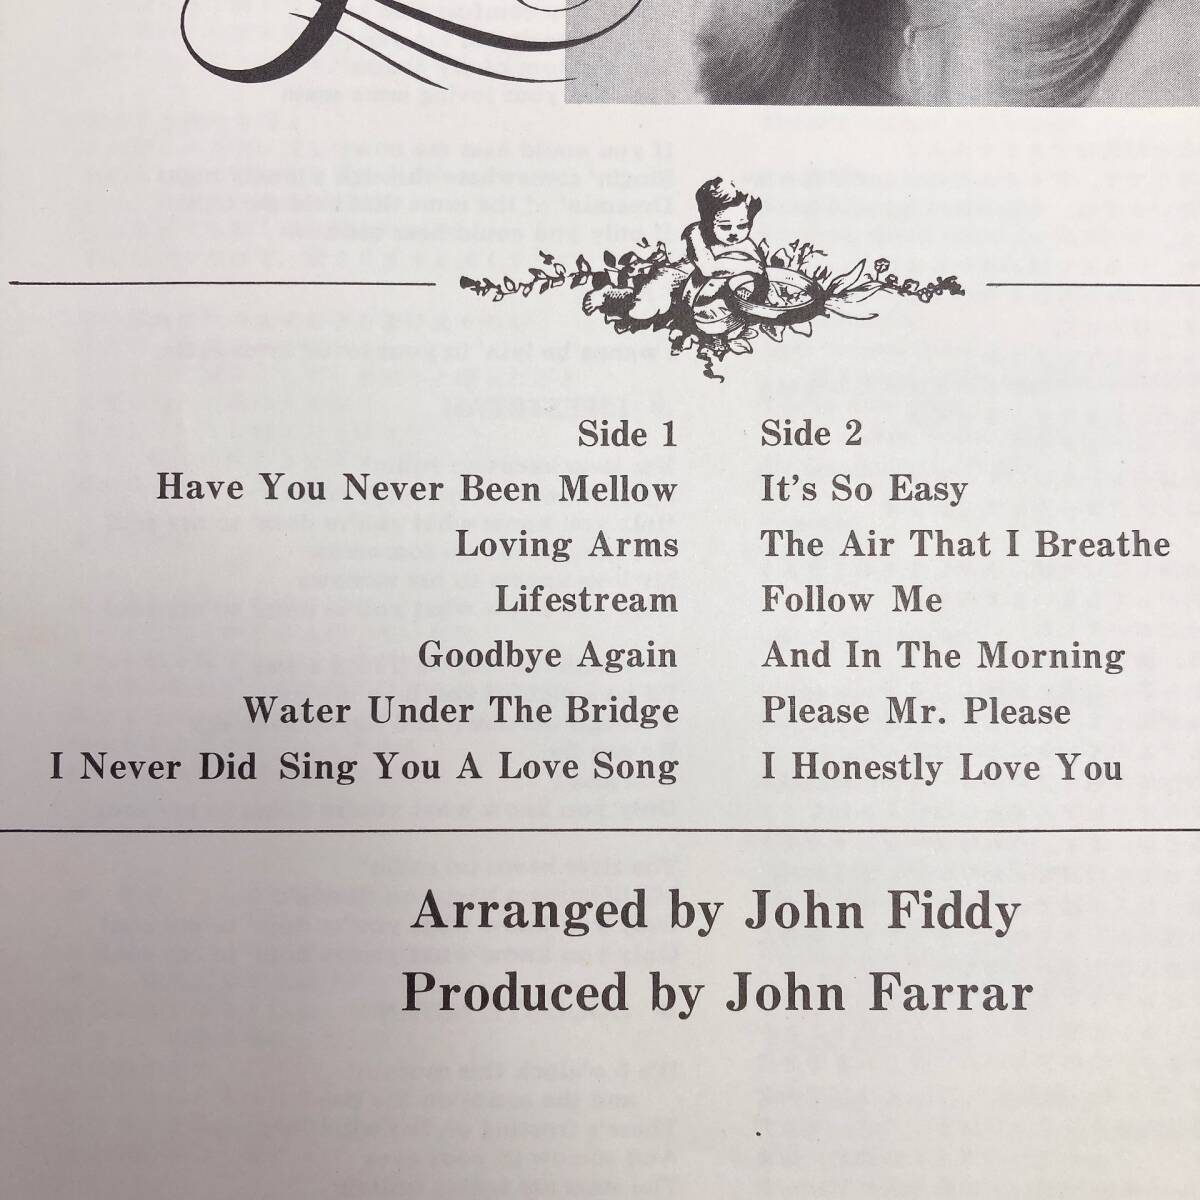 Side 1
Have You Never Been Mellow
Loving Arms
Lifestream
Goodbye Again
Water Under The Bridge
I Never Did Sing You A Love Song
Side 2
It's So Easy
The Air That I Breathe
Follow Me
And In The Morning
Please Mr. Please
I Honestly Love You
Arranged by John Fiddy
Produced by John Farrar